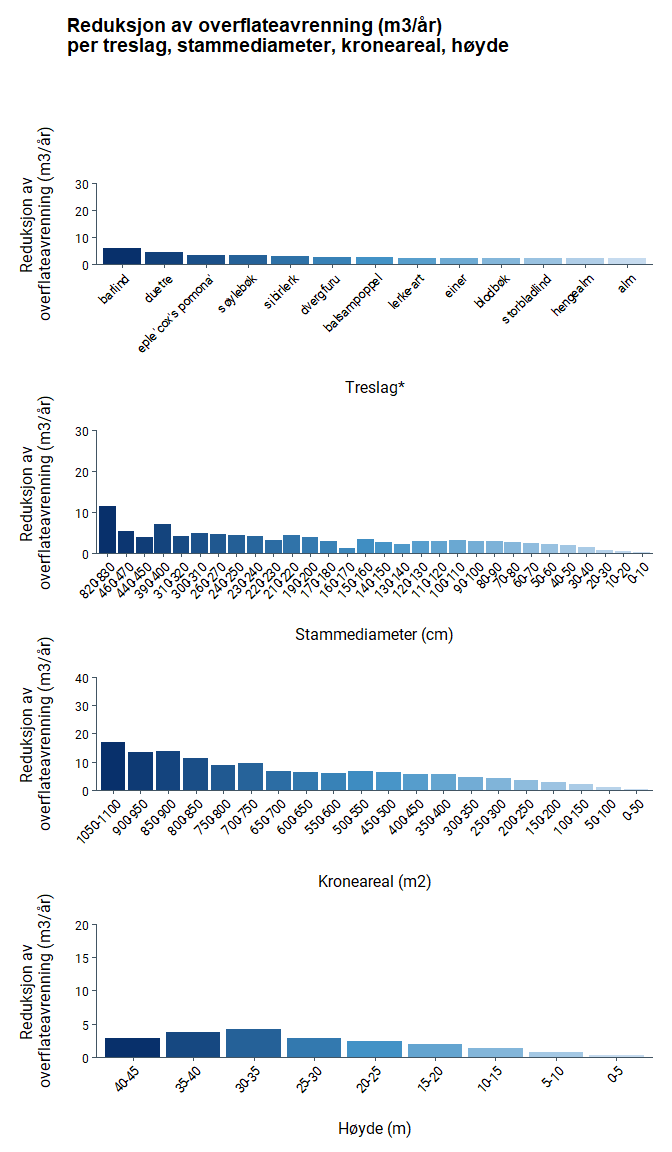 Reduksjon av overflateavrenning (m3/år)
per treslag, stammediameter, kroneareal, høyde
Reduksjon av
overflateavrenning (m3/år)
30
20
10
0
barlind
duetre
eple'cox's pomona'
søylebøk
sibirlerk
dvergfuru
balsampoppel
lerke-art
einer
blodbøk
storbladlind
hengealm
alm
Treslag*
Reduksjon av
overflateavrenning (m3/år)
30
20
10
0
820-830
460-470
440-450
390-400
310-320
300-310
260-270
240-250
230-240
220-230
210-220
190-200
170-180
160-170
150-160
140-150
130-140
120-130
110-120
100-110
90-100
80-90
70-80
60-70
50-60
40-50
30-40
20-30
10-20
0-10
Stammediameter (cm)
Reduksjon av
overflateavrenning (m3/år)
40
30
20
10
0
1050-1100
900-950
850-900
800-850
750-800
700-750
650-700
600-650
550-600
500-550
450-500
400-450
350-400
300-350
250-300
200-250
150-200
100-150
50-100
0-50
Kroneareal (m2)
Reduksjon av
overflateavrenning (m3/år)
20
15
10
5
0
40-45
35-40
30-35
25-30
20-25
15-20
10-15
5-10
0-5
Høyde (m)